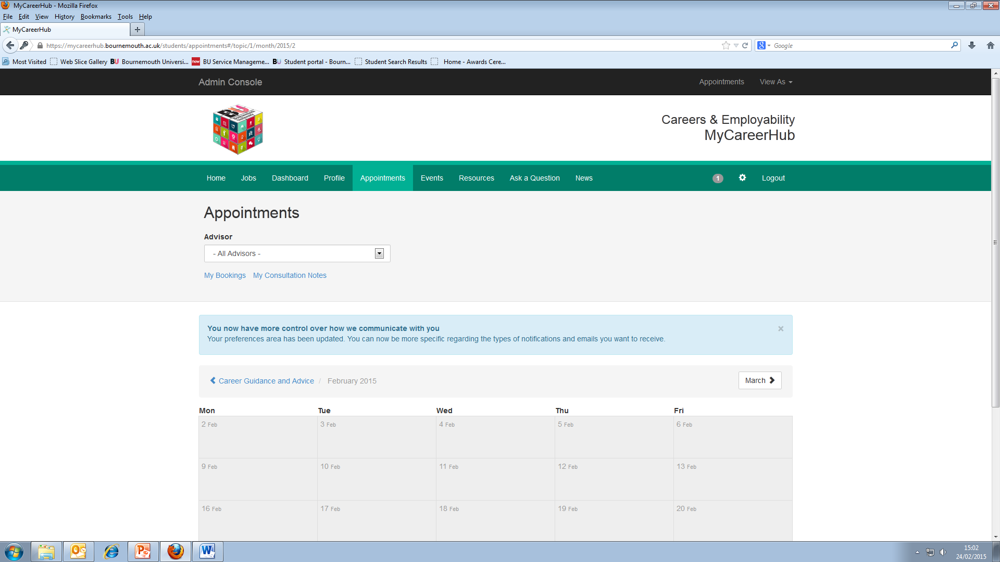 MyCareerHub - Mozilla Firefox
File Edit View History Bookmarks Tools Help
MyCareerHub
https://mycareerhub.bournemouth.ac.uk/students/appointments#/topic/1/month/2015/2 Google
Most Visited Web Slice Gallery BU Bournemouth Universi... now BU Service Manageme... BU Student portal - Bourn... Student Search Results Home - Awards Cere...
Admin Console Appointments View As
BU
Bournemouth
University
Careers & Employability
MyCareerHub
Home Jobs Dashboard Profile Appointments Events Resources Ask a Question News 1 Logout
Appointments
Advisor
- All Advisors -
My Bookings My Consultation Notes
You now have more control over how we communicate with you ×
Your preferences area has been updated. You can now be more specific regarding the types of notifications and emails you want to receive.
Career Guidance and Advice / February 2015 March
Mon Tue Wed Thu Fri
2 Feb 3 Feb 4 Feb 5 Feb 6 Feb
9 Feb 10 Feb 11 Feb 12 Feb 13 Feb
16 Feb 17 Feb 18 Feb 19 Feb 20 Feb
15:02
24/02/2015